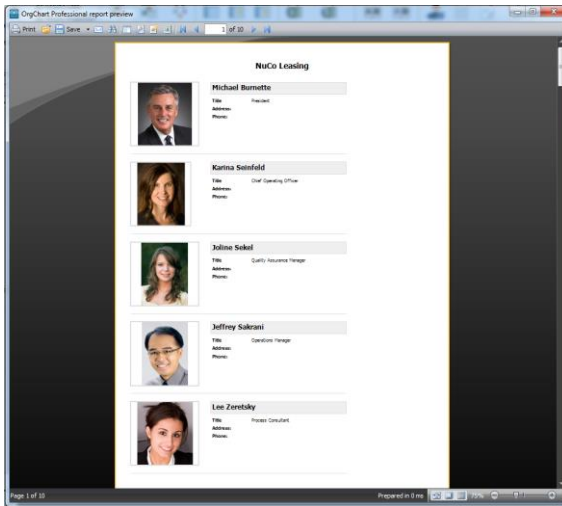 OrgChart Professional report preview
Print Save 1 of 10
NuCo Leasing
Michael Burnette
Title President
Address:
Phone:
Karina Seinfeld
Title Chief Operating Officer
Address:
Phone:
Joline Sekel
Title Quality Assurance Manager
Address:
Phone:
Jeffrey Sakrani
Title Operations Manager
Address:
Phone:
Lee Zeretsky
Title Process Consultant
Address:
Phone:
Page 1 of 10 Prepared in 0 ms 75%